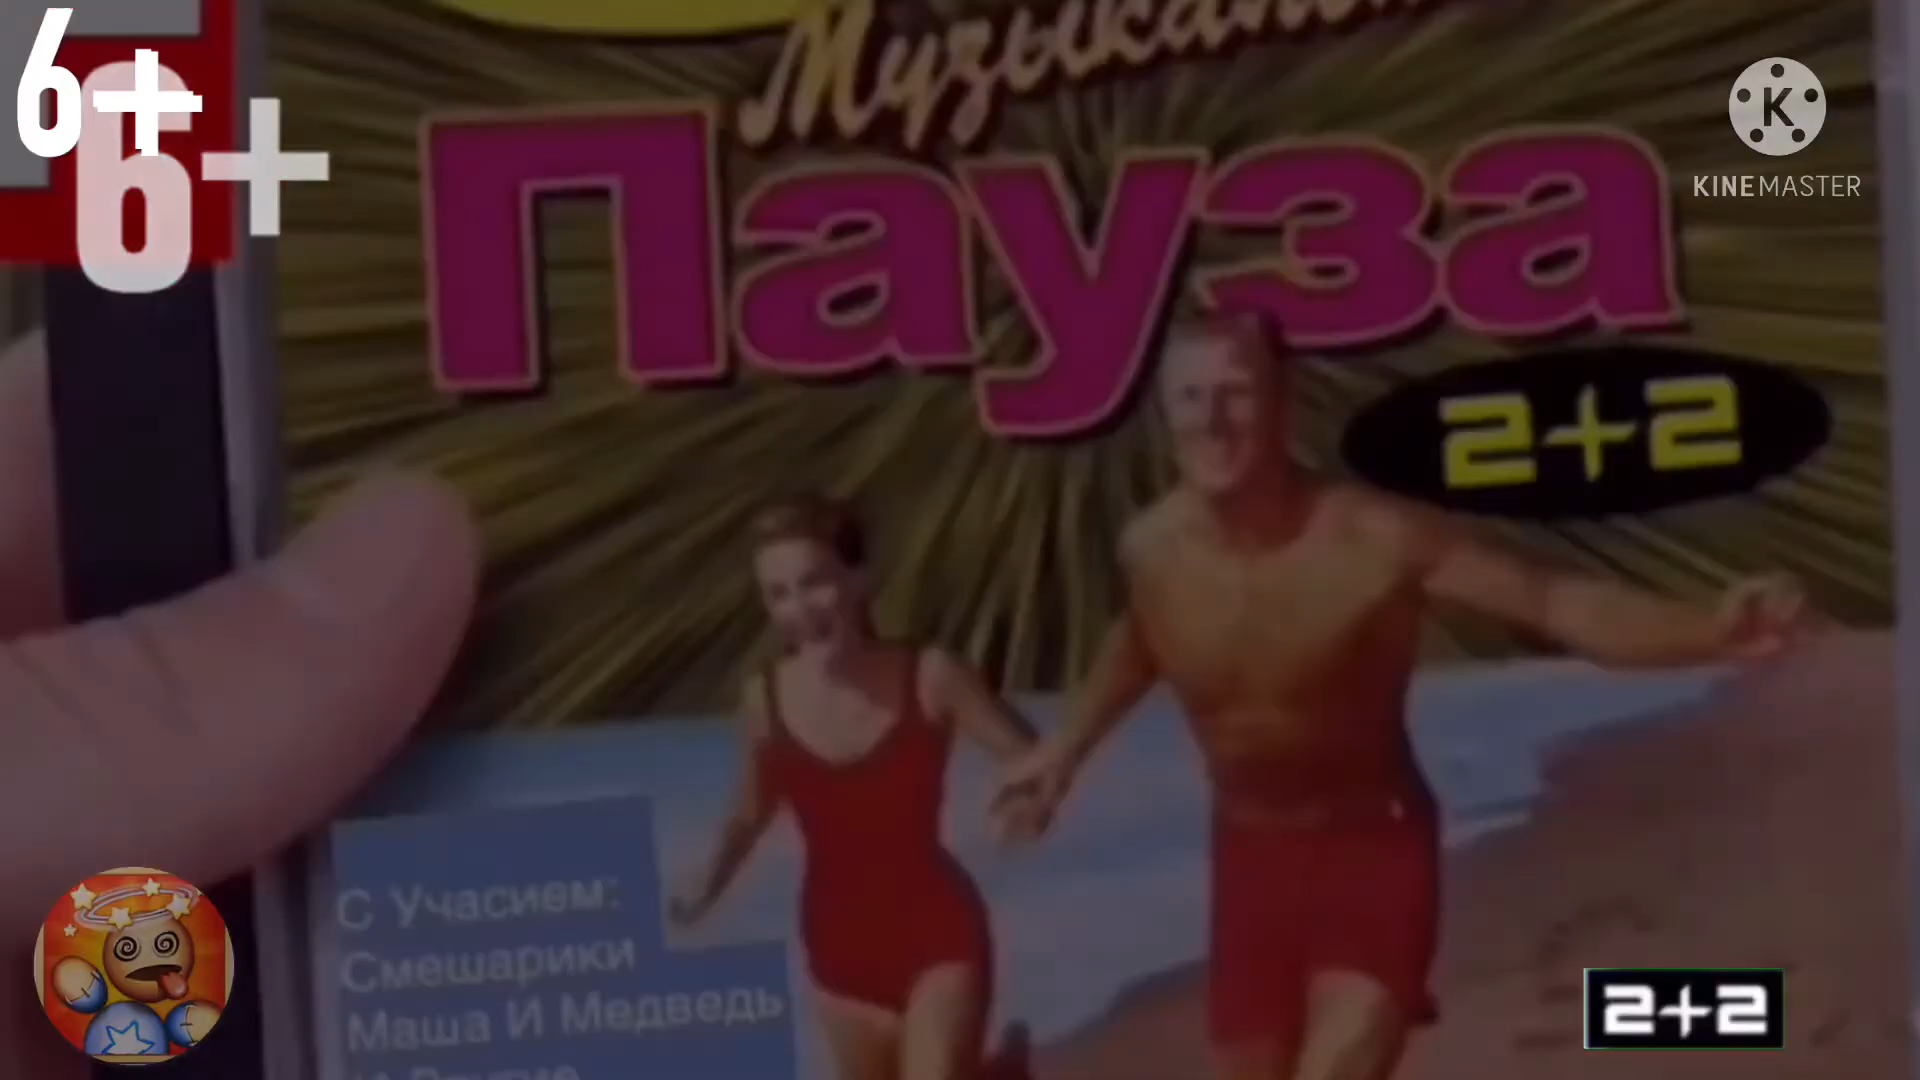 6+
6+
K
KINEMASTER
Пауза
2+2
С Учасием:
Смешарики
Маша И Медведь
2+2